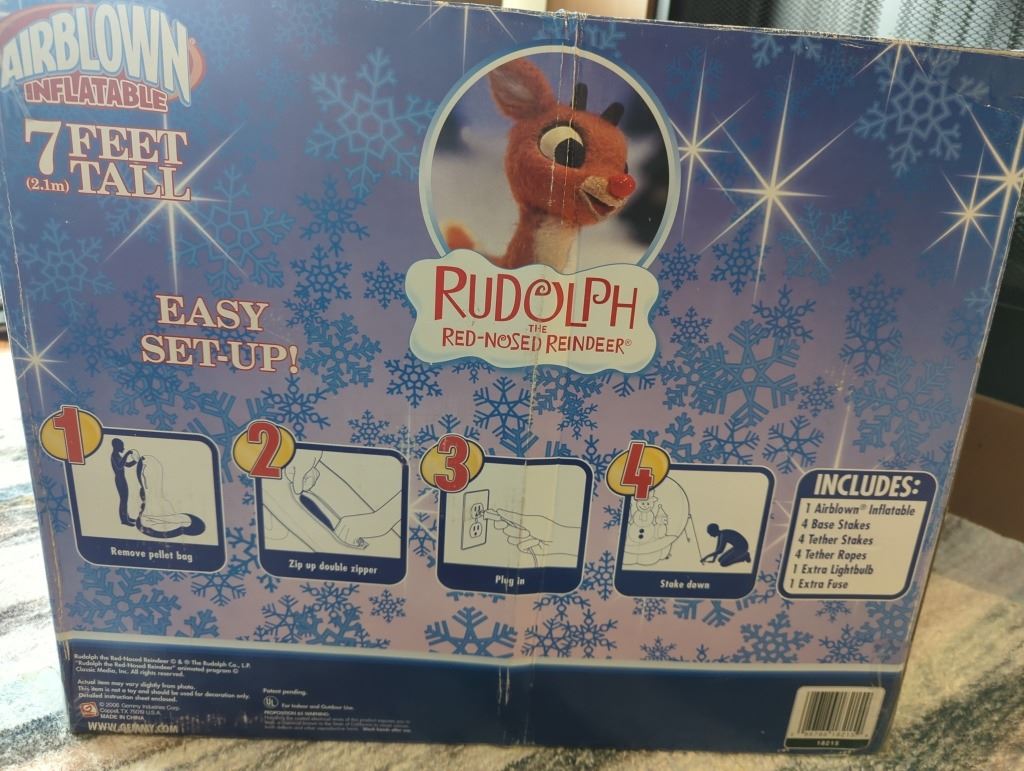 AIRBLOWN
INFLATABLE
7 FEET
(2.1m) TALL
RUDOLPH
THE
RED-NOSED REINDEER®
EASY
SET-UP!
1
Remove pellet bag
2
Zip up double zipper
3
Plug in
4
Stake down
INCLUDES:
1 Airblown® Inflatable
4 Base Stakes
4 Tether Stakes
4 Tether Ropes
1 Extra Lightbulb
1 Extra Fuse
Rudolph the Red-Nosed Reindeer © & ® The Rudolph Co., L.P.
"Rudolph the Red-Nosed Reindeer" animated program ©
Classic Media, Inc. All rights reserved.
Actual item may vary slightly from photo.
This item is not a toy and should be used for decoration only.
Detailed instruction sheet enclosed.
© 2006 Gemmy Industries Corp.
Coppell, TX 75019 U.S.A.
MADE IN CHINA
WWW.GEMMY.COM
Patent pending.
UL For Indoor and Outdoor Use.
PROPOSITION 65 WARNING:
18215